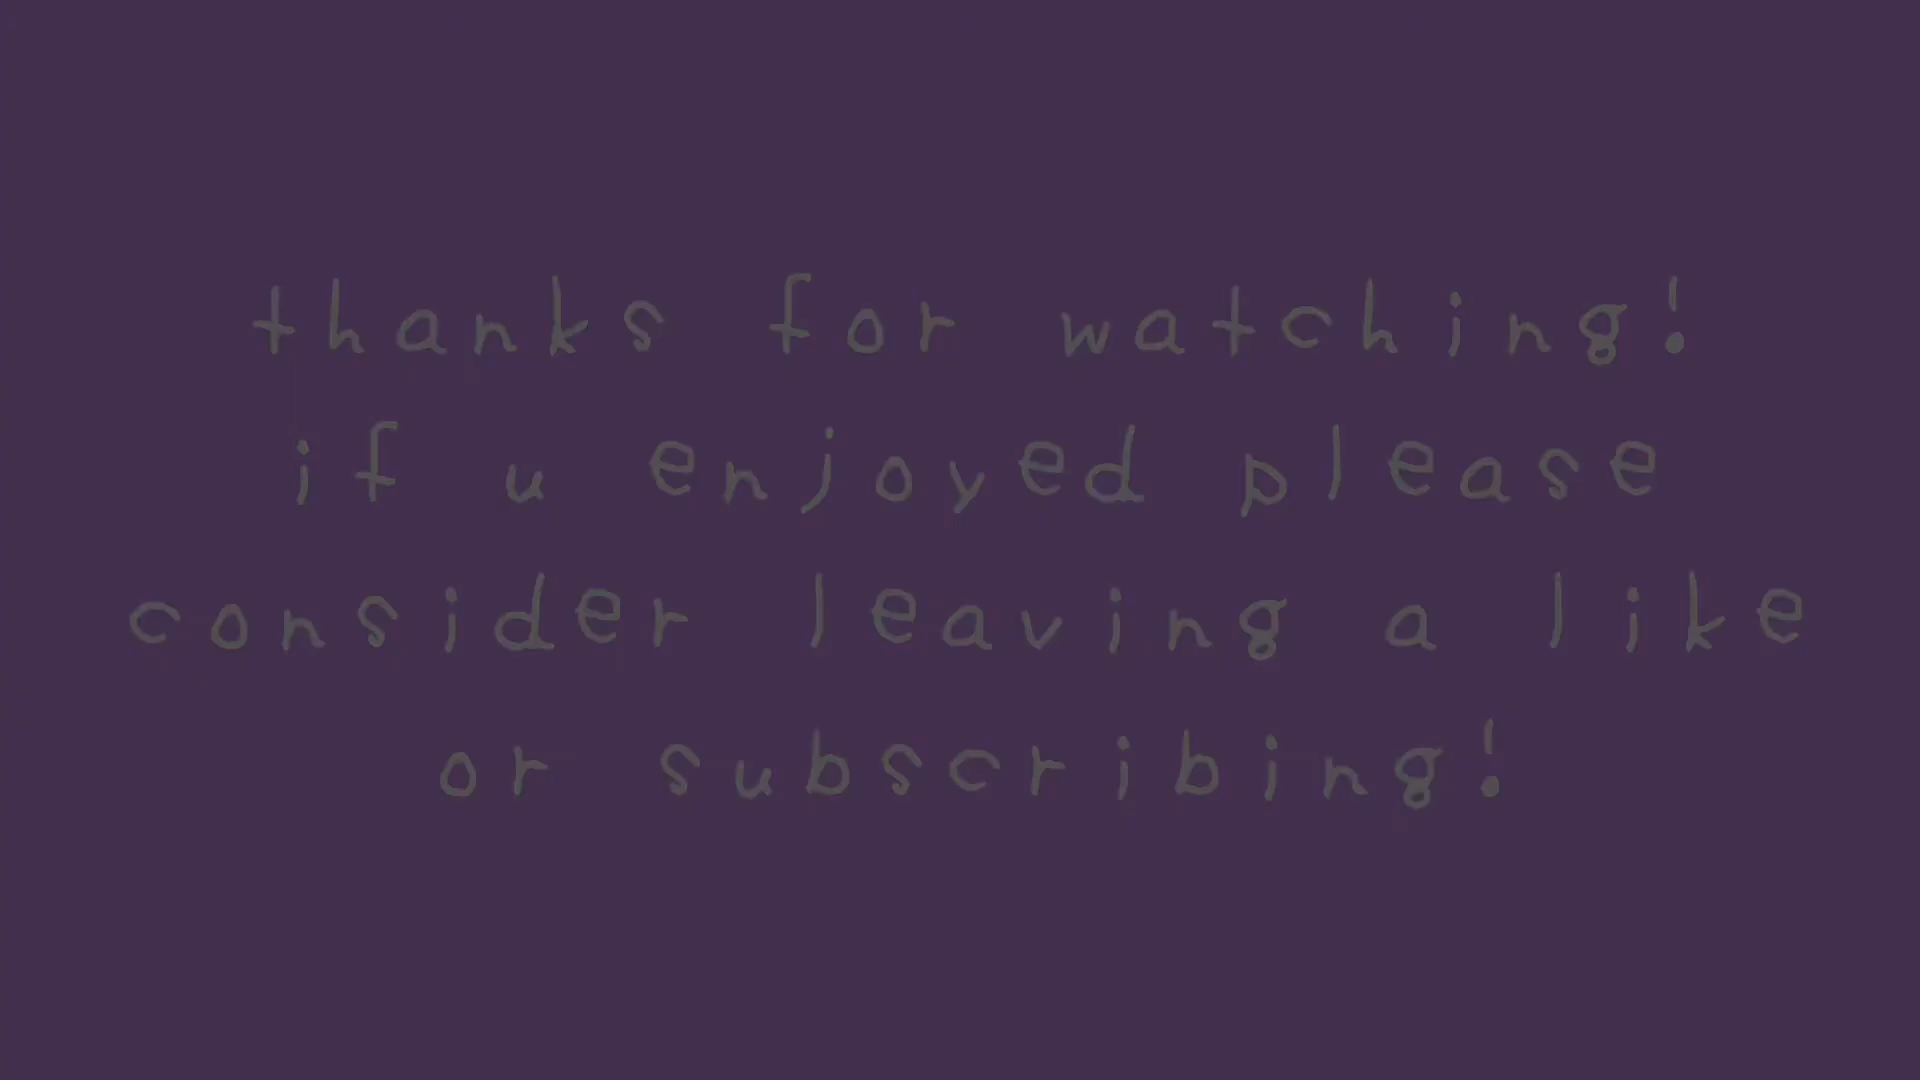 thanks for watching!
if u enjoyed please
consider leaving a like
or subscribing!